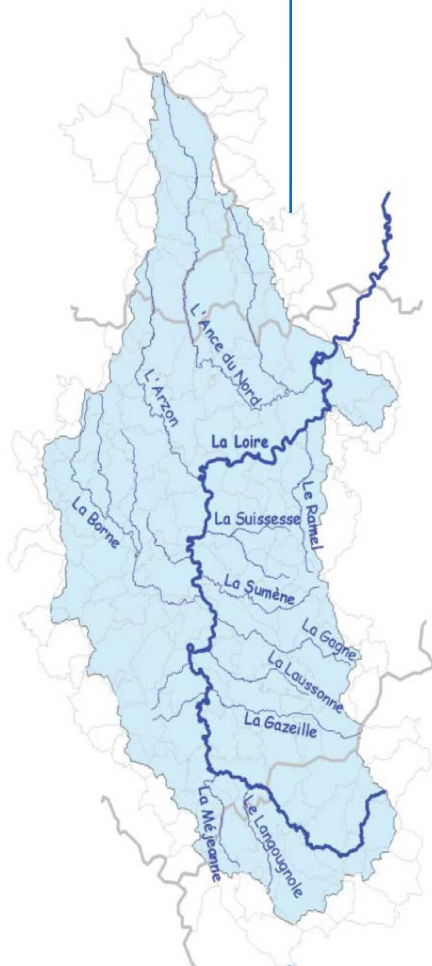 L'Ance du Nord
L'Arzon
La Loire
La Borne
Le Ramel
La Suissesse
La Sumène
La Gagne
La Laussonne
La Gazeille
La Méjeanne
Le Langougnole